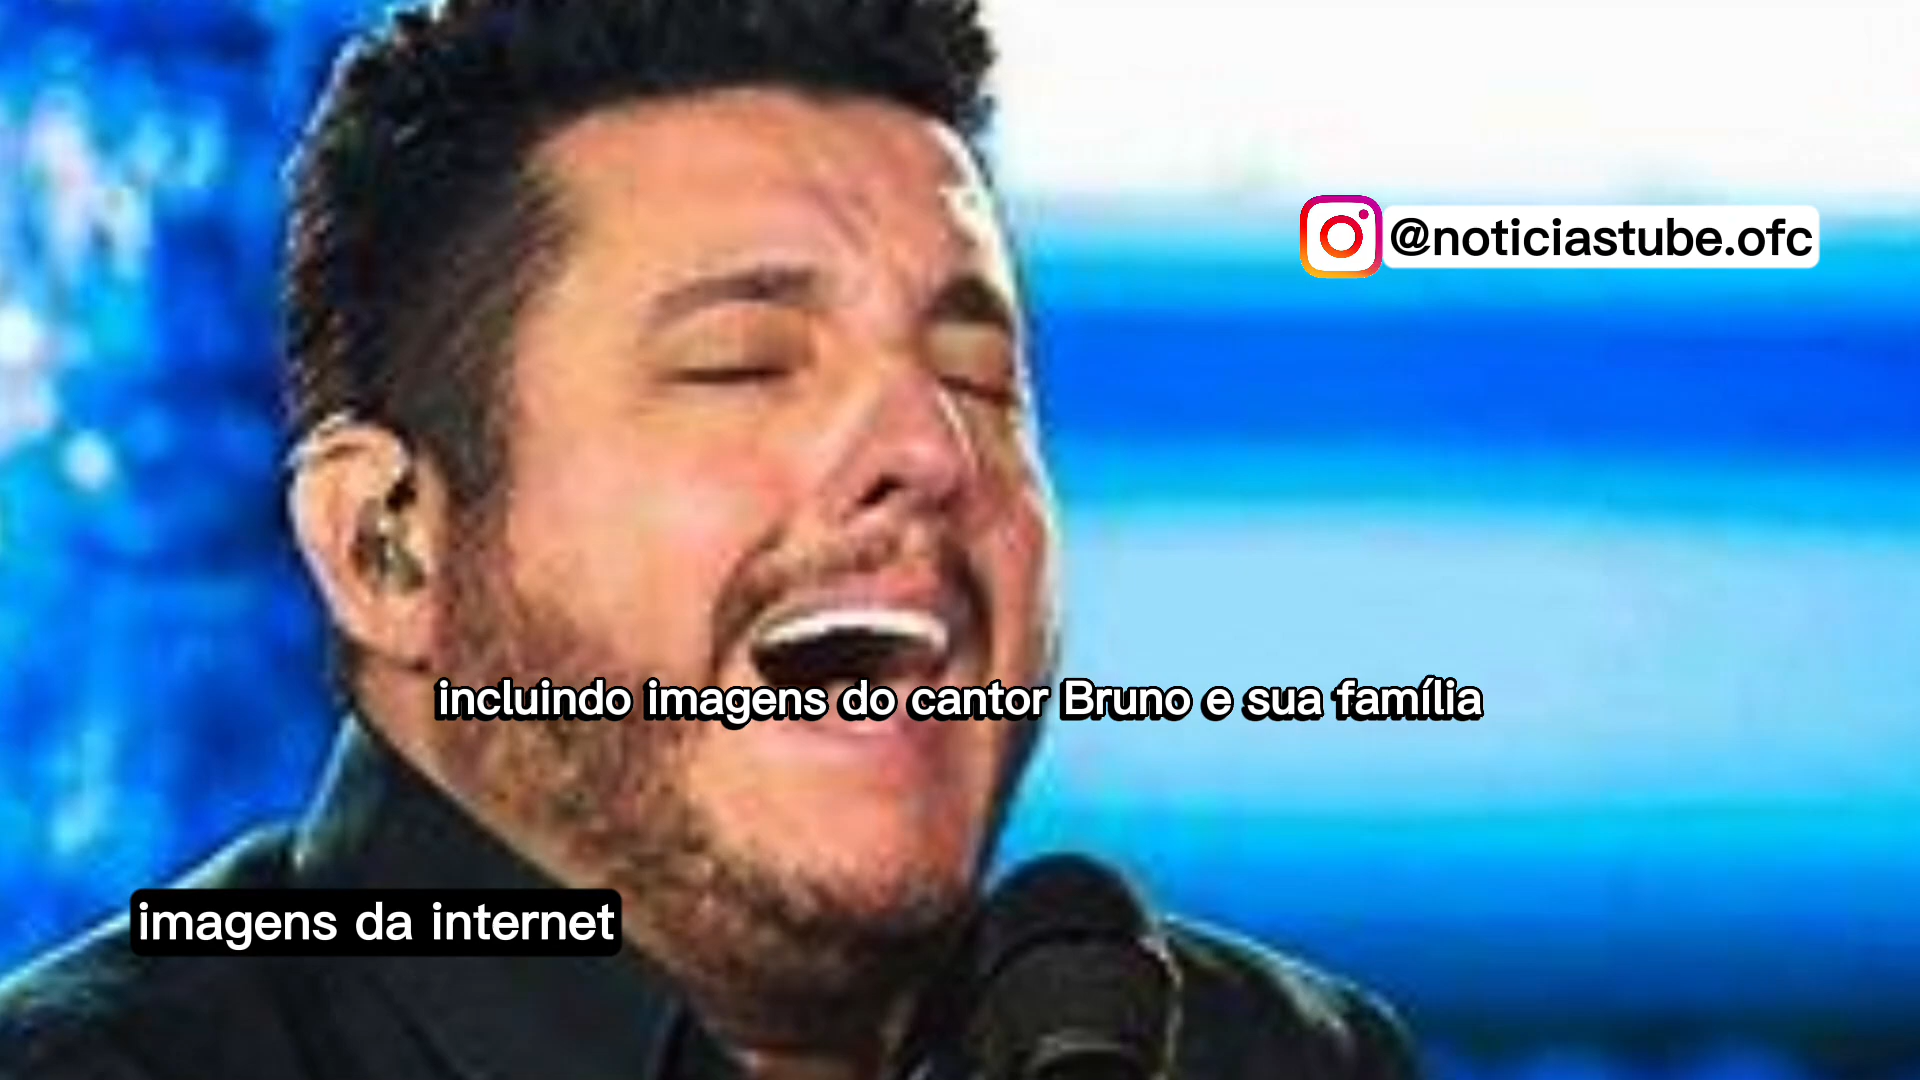 @noticiastube.ofc
incluindo imagens do cantor Bruno e sua família
imagens da internet